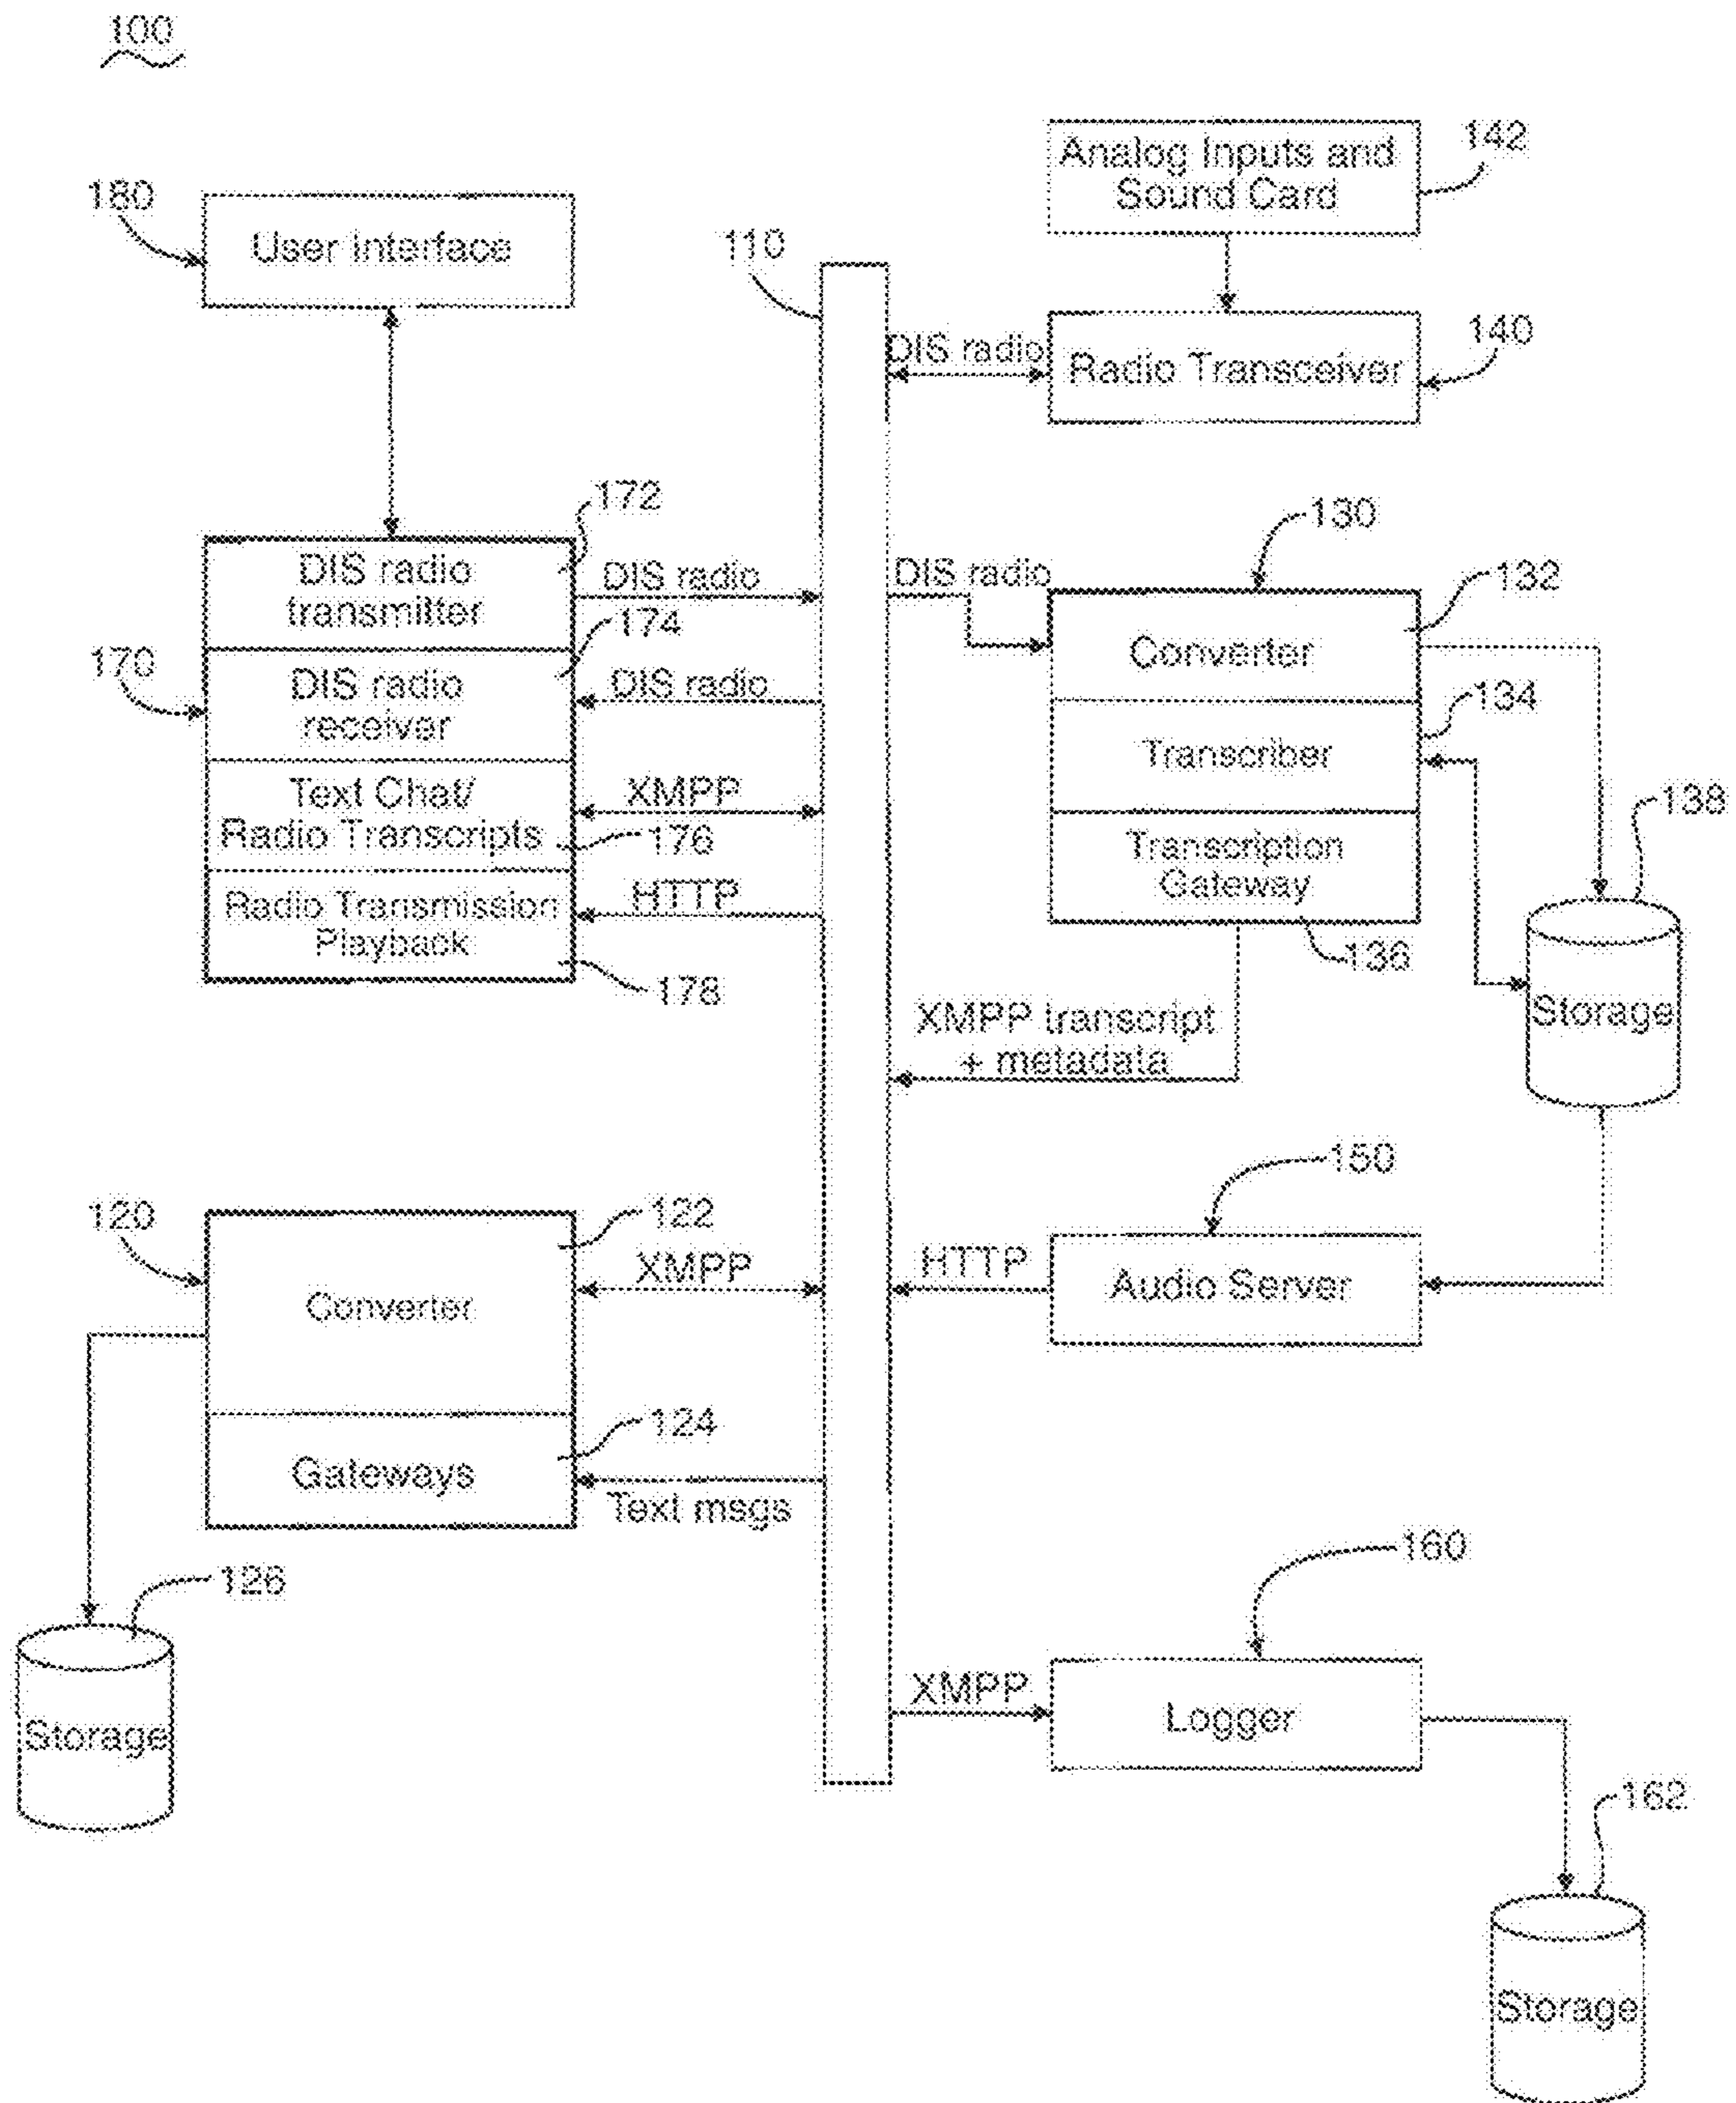 100
142
Analog Inputs and
Sound Card
180
User Interface
110
140
DIS radio
Radio Transceiver
172
130
DIS radio
transmitter
DIS radio
DIS radio
132
174
Converter
170
DIS radio
receiver
DIS radio
134
Transcriber
Text Chat/
Radio Transcripts
XMPP
176
138
Transcription
Gateway
Radio Transmission
Playback
HTTP
136
178
Storage
XMPP transcript
+ metadata
150
120
122
XMPP
HTTP
Audio Server
Converter
124
Gateways
Text msgs
160
126
XMPP
Logger
Storage
162
Storage